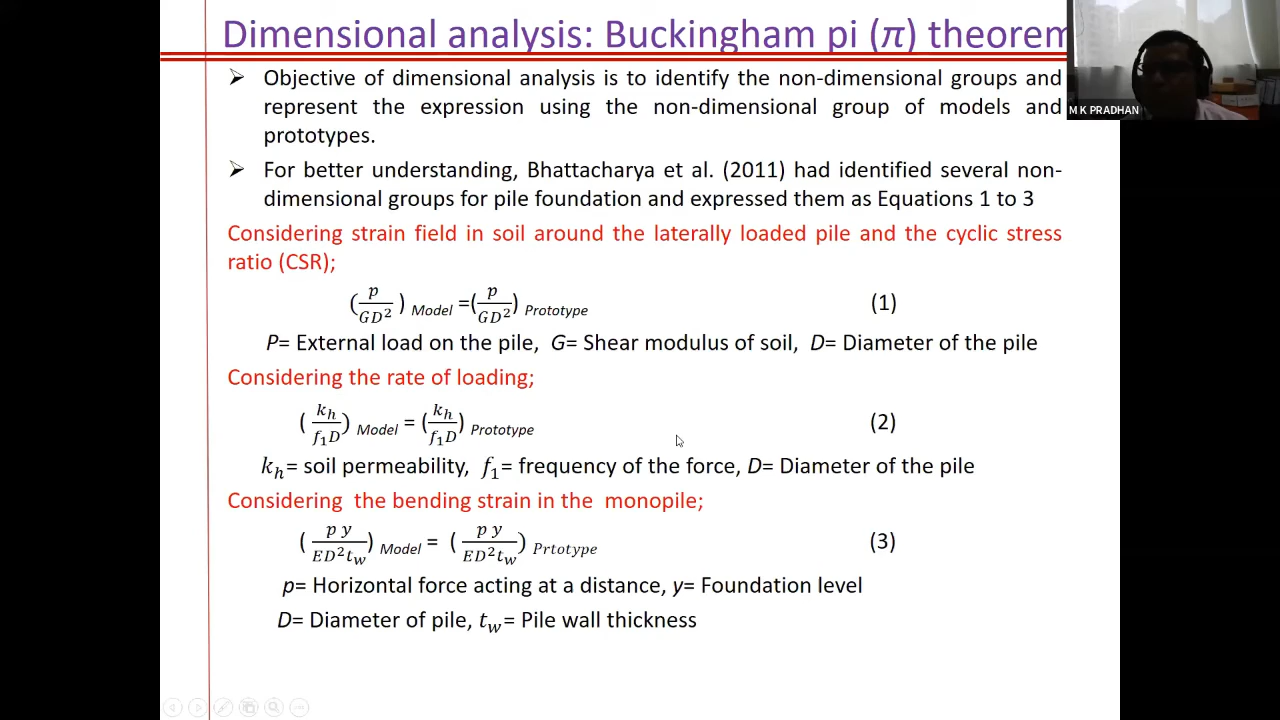 Dimensional analysis: Buckingham pi (π) theorem
M K PRADHAN
➢ Objective of dimensional analysis is to identify the non-dimensional groups and
represent the expression using the non-dimensional group of models and
prototypes.
➢ For better understanding, Bhattacharya et al. (2011) had identified several non-
dimensional groups for pile foundation and expressed them as Equations 1 to 3
Considering strain field in soil around the laterally loaded pile and the cyclic stress
ratio (CSR);
(p/GD²) Model =(p/GD²) Prototype (1)
P= External load on the pile, G= Shear modulus of soil, D= Diameter of the pile
Considering the rate of loading;
(kₕ/f₁D) Model = (kₕ/f₁D) Prototype (2)
kₕ= soil permeability, f₁= frequency of the force, D= Diameter of the pile
Considering the bending strain in the monopile;
(p y/ED²t_w) Model = (p y/ED²t_w) Prtotype (3)
p= Horizontal force acting at a distance, y= Foundation level
D= Diameter of pile, t_w= Pile wall thickness